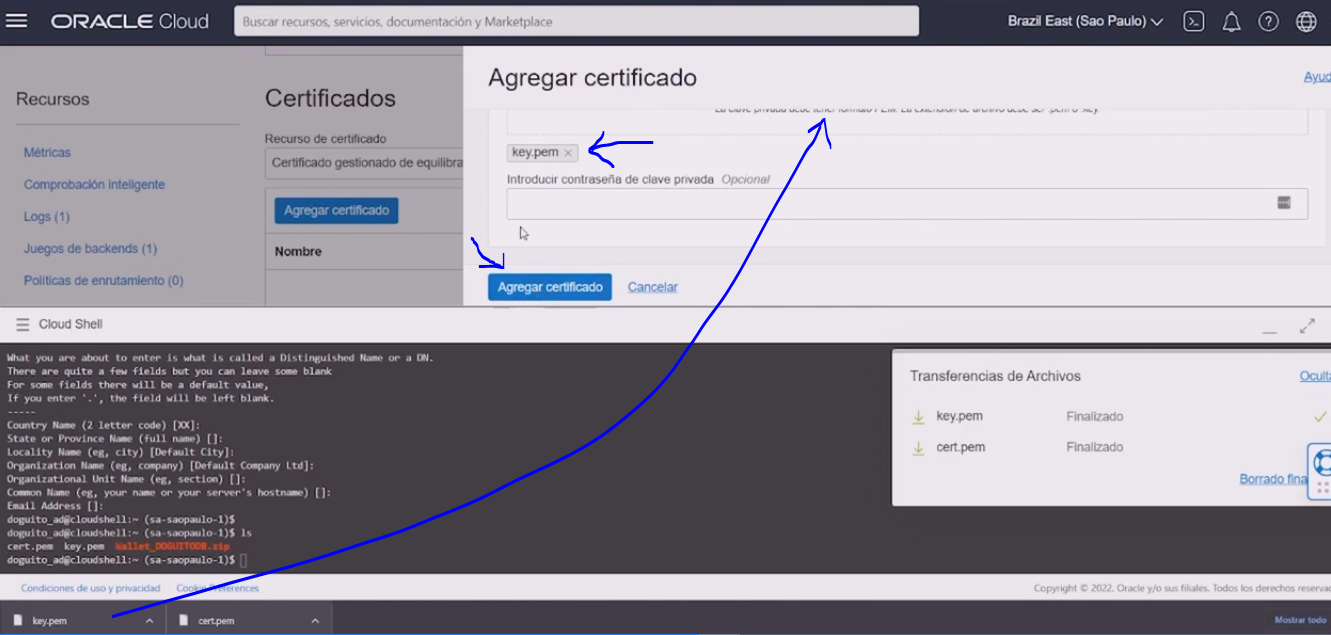 ORACLE Cloud
Buscar recursos, servicios, documentación y Marketplace
Brazil East (Sao Paulo)
Recursos
Métricas
Comprobación inteligente
Logs (1)
Juegos de backends (1)
Políticas de enrutamiento (0)
Certificados
Recurso de certificado
Certificado gestionado de equilibra
Agregar certificado
Nombre
Agregar certificado
Ayud
La clave privada debe tener formato PEM. La extensión de archivo debe ser .pem o .key.
key.pem ×
Introducir contraseña de clave privada Opcional
Agregar certificado
Cancelar
Cloud Shell
What you are about to enter is what is called a Distinguished Name or a DN.
There are quite a few fields but you can leave some blank
For some fields there will be a default value,
If you enter '.', the field will be left blank.
-----
Country Name (2 letter code) [XX]:
State or Province Name (full name) []:
Locality Name (eg, city) [Default City]:
Organization Name (eg, company) [Default Company Ltd]:
Organizational Unit Name (eg, section) []:
Common Name (eg, your name or your server's hostname) []:
Email Address []:
doguito_ad@cloudshell:~ (sa-saopaulo-1)$
doguito_ad@cloudshell:~ (sa-saopaulo-1)$ ls
cert.pem key.pem Wallet_DOGUITODB.zip
doguito_ad@cloudshell:~ (sa-saopaulo-1)$
Transferencias de Archivos
Oculta
key.pem Finalizado
cert.pem Finalizado
Borrado fina
Condiciones de uso y privacidad
Cookie Preferences
Copyright © 2022, Oracle y/o sus filiales. Todos los derechos reservad
key.pem
cert.pem
Mostrar todo